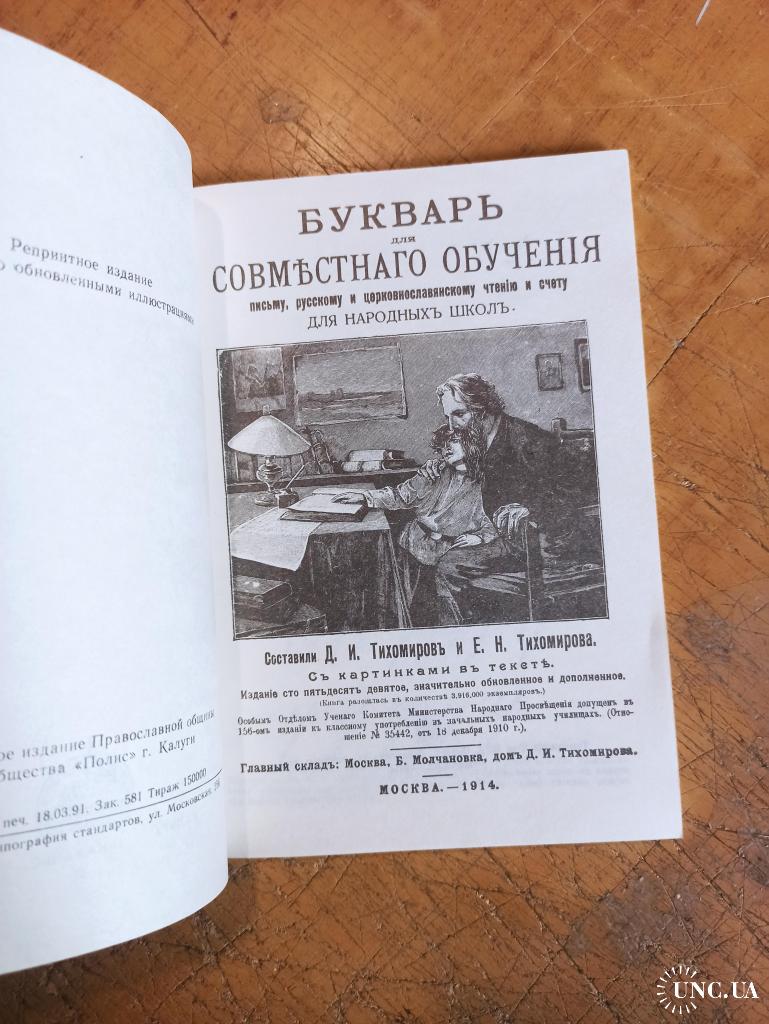 Репринтное издание
обновленными иллюстрациями
издание Православной общины
общества «Полис» г. Калуги
печ. 18.03.91. Зак. 581 Тираж 150000
типография стандартов, ул. Московская,
БУКВАРЬ
ДЛЯ
СОВМѢСТНАГО ОБУЧЕНІЯ
письму, русскому и церковнославянскому чтенію и счету
ДЛЯ НАРОДНЫХЪ ШКОЛЪ.
Составили Д. И. Тихомировъ и Е. Н. Тихомирова.
Съ картинками въ текстѣ.
Изданіе сто пятьдесятъ девятое, значительно обновленное и дополненное.
(Книга разошлась въ количествѣ 3,916,000 экземпляровъ.)
Особымъ Отдѣломъ Ученаго Комитета Министерства Народнаго Просвѣщенія допущенъ въ
156-омъ изданіи къ классному употребленію въ начальныхъ народныхъ училищахъ. (Отно-
шеніе № 35442, отъ 18 декабря 1910 г.).
Главный складъ: Москва, Б. Молчановка, домъ Д. И. Тихомирова.
МОСКВА.—1914.
UNC.UA